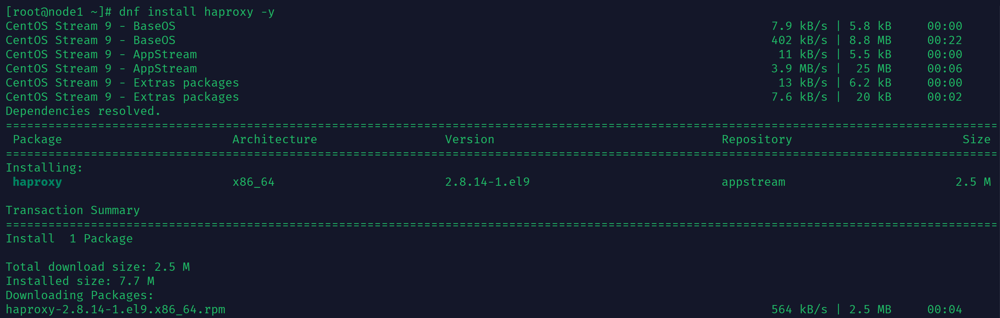 [root@node1 ~]# dnf install haproxy -y
CentOS Stream 9 - BaseOS 7.9 kB/s | 5.8 kB 00:00
CentOS Stream 9 - BaseOS 402 kB/s | 8.8 MB 00:22
CentOS Stream 9 - AppStream 11 kB/s | 5.5 kB 00:00
CentOS Stream 9 - AppStream 3.9 MB/s | 25 MB 00:06
CentOS Stream 9 - Extras packages 13 kB/s | 6.2 kB 00:00
CentOS Stream 9 - Extras packages 7.6 kB/s | 20 kB 00:02
Dependencies resolved.
============================================================================================================================================
Package Architecture Version Repository Size
============================================================================================================================================
Installing:
haproxy x86_64 2.8.14-1.el9 appstream 2.5 M
Transaction Summary
============================================================================================================================================
Install 1 Package
Total download size: 2.5 M
Installed size: 7.7 M
Downloading Packages:
haproxy-2.8.14-1.el9.x86_64.rpm 564 kB/s | 2.5 MB 00:04